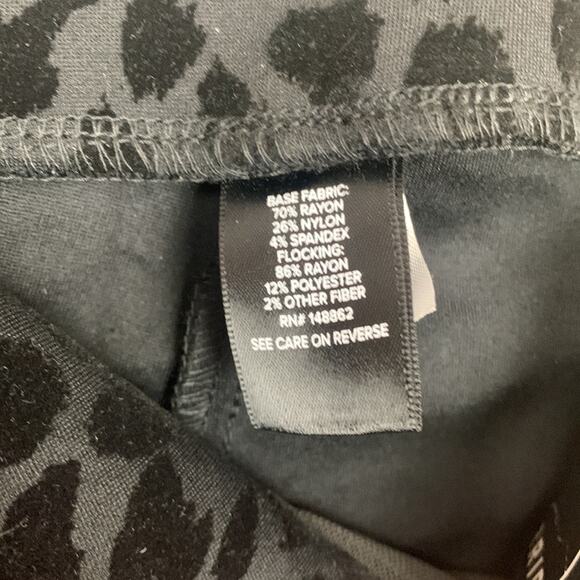 BASE FABRIC:
70% RAYON
26% NYLON
4% SPANDEX
FLOCKING:
86% RAYON
12% POLYESTER
2% OTHER FIBER
RN# 148862
SEE CARE ON REVERSE